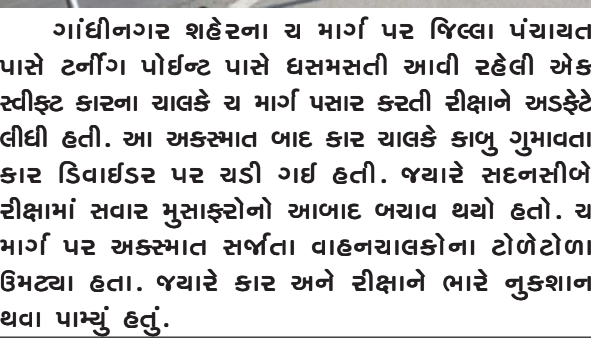 ગાંધીનગર શહેરના ચ માર્ગ પર જિલ્લા પંચાયત
પાસે ટર્નીગ પોઈન્ટ પાસે ધસમસતી આવી રહેલી એક
સ્વીફ્ટ કારના ચાલકે ચ માર્ગ પસાર કરતી રીક્ષાને અડફેટે
લીધી હતી. આ અકસ્માત બાદ કાર ચાલકે કાબુ ગુમાવતા
કાર ડિવાઈડર પર ચડી ગઈ હતી. જયારે સદનસીબે
રીક્ષામાં સવાર મુસાફરોનો આબાદ બચાવ થયો હતો. ચ
માર્ગ પર અકસ્માત સર્જાતા વાહનચાલકોના ટોળેટોળા
ઉમટ્યા હતા. જયારે કાર અને રીક્ષાને ભારે નુકશાન
થવા પામ્યું હતું.